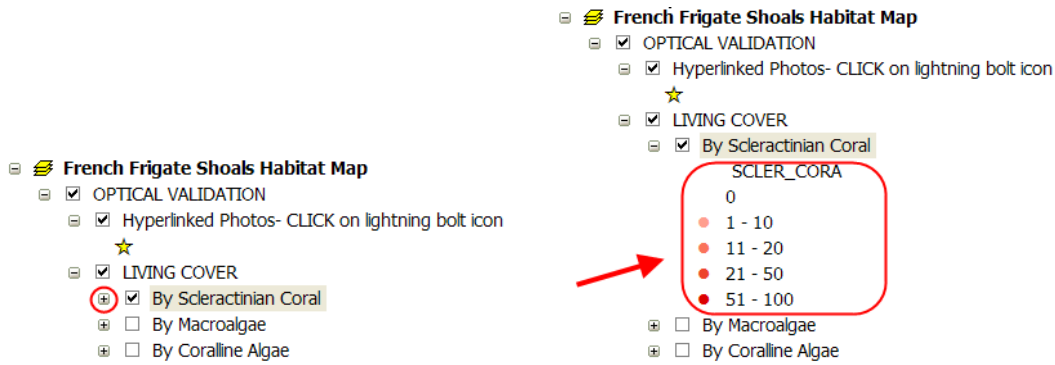 French Frigate Shoals Habitat Map
OPTICAL VALIDATION
Hyperlinked Photos- CLICK on lightning bolt icon
LIVING COVER
By Scleractinian Coral
By Macroalgae
By Coralline Algae
French Frigate Shoals Habitat Map
OPTICAL VALIDATION
Hyperlinked Photos- CLICK on lightning bolt icon
LIVING COVER
By Scleractinian Coral
SCLER_CORA
0
1 - 10
11 - 20
21 - 50
51 - 100
By Macroalgae
By Coralline Algae